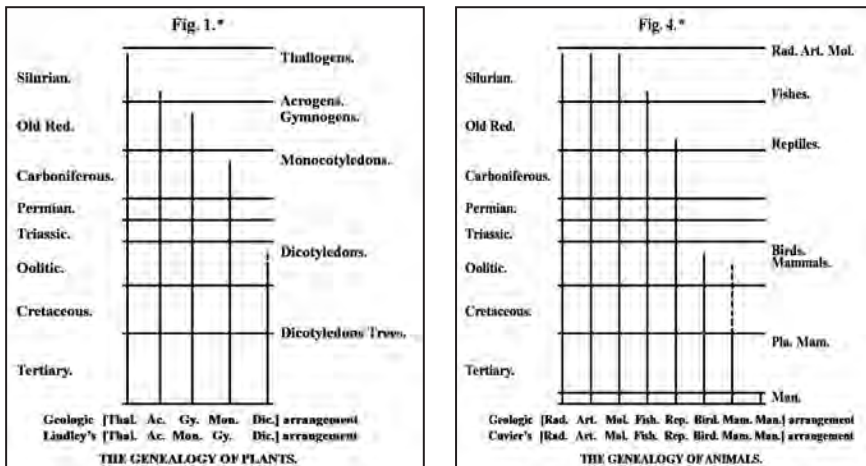 Fig. 1.*
Thallogens.
Silurian.
Acrogens.
Gymnogens.
Old Red.
Monocotyledons.
Carboniferous.
Permian.
Triassic.
Dicotyledons.
Oolitic.
Cretaceous.
Dicotyledons Trees.
Tertiary.
Geologic [Thal. Ac. Gy. Mon. Dic.] arrangement
Lindley's [Thal. Ac. Mon. Gy. Dic.] arrangement
THE GENEALOGY OF PLANTS.
Fig. 4.*
Rad. Art. Mol.
Silurian.
Fishes.
Old Red.
Reptiles.
Carboniferous.
Permian.
Triassic.
Birds.
Mammals.
Oolitic.
Cretaceous.
Pla. Mam.
Tertiary.
Man.
Geologic [Rad. Art. Mol. Fish. Rep. Bird. Mam. Man.] arrangement
Cuvier's [Rad. Art. Mol. Fish. Rep. Bird. Mam. Man.] arrangement
THE GENEALOGY OF ANIMALS.